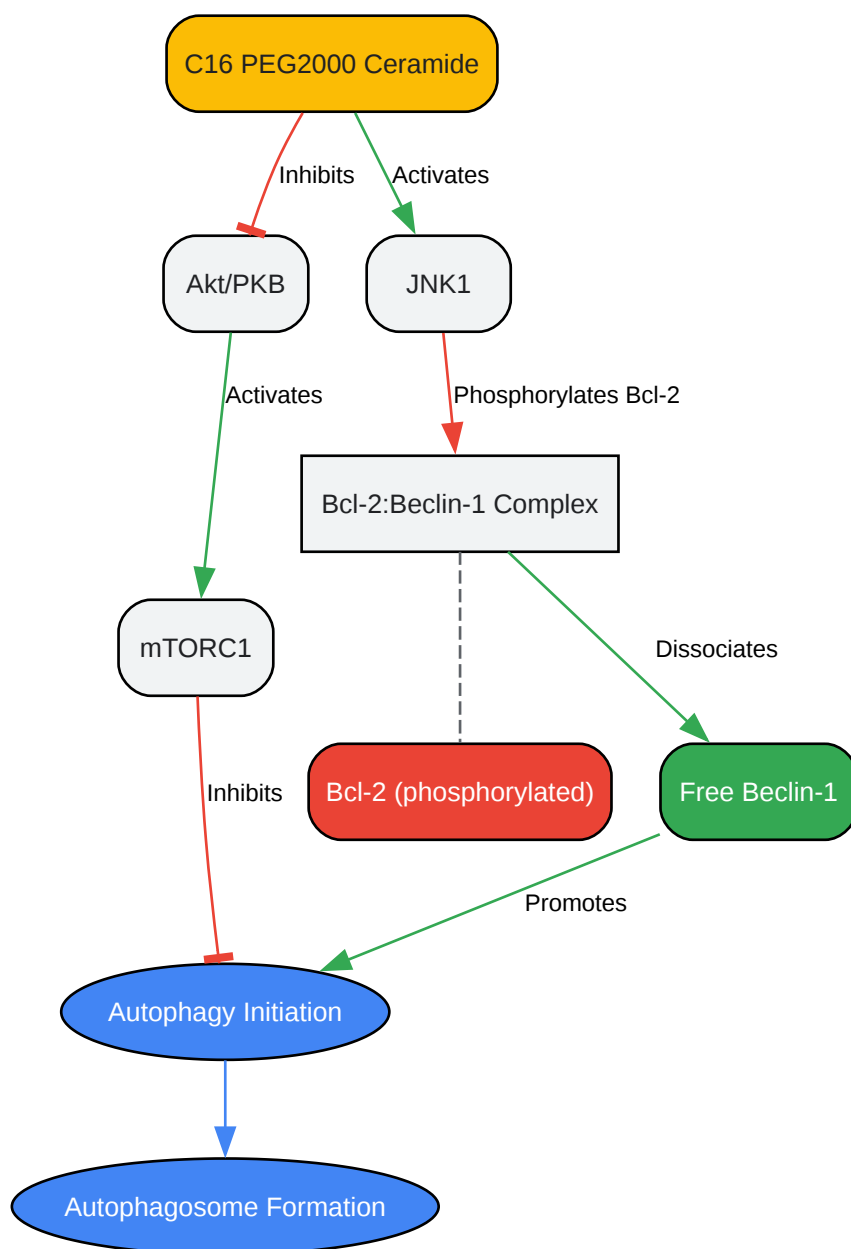 C16 PEG2000 Ceramide
Inhibits
Activates
Akt/PKB
JNK1
Activates
Phosphorylates Bcl-2
Bcl-2:Beclin-1 Complex
mTORC1
Dissociates
Inhibits
Bcl-2 (phosphorylated)
Free Beclin-1
Promotes
Autophagy Initiation
Autophagosome Formation